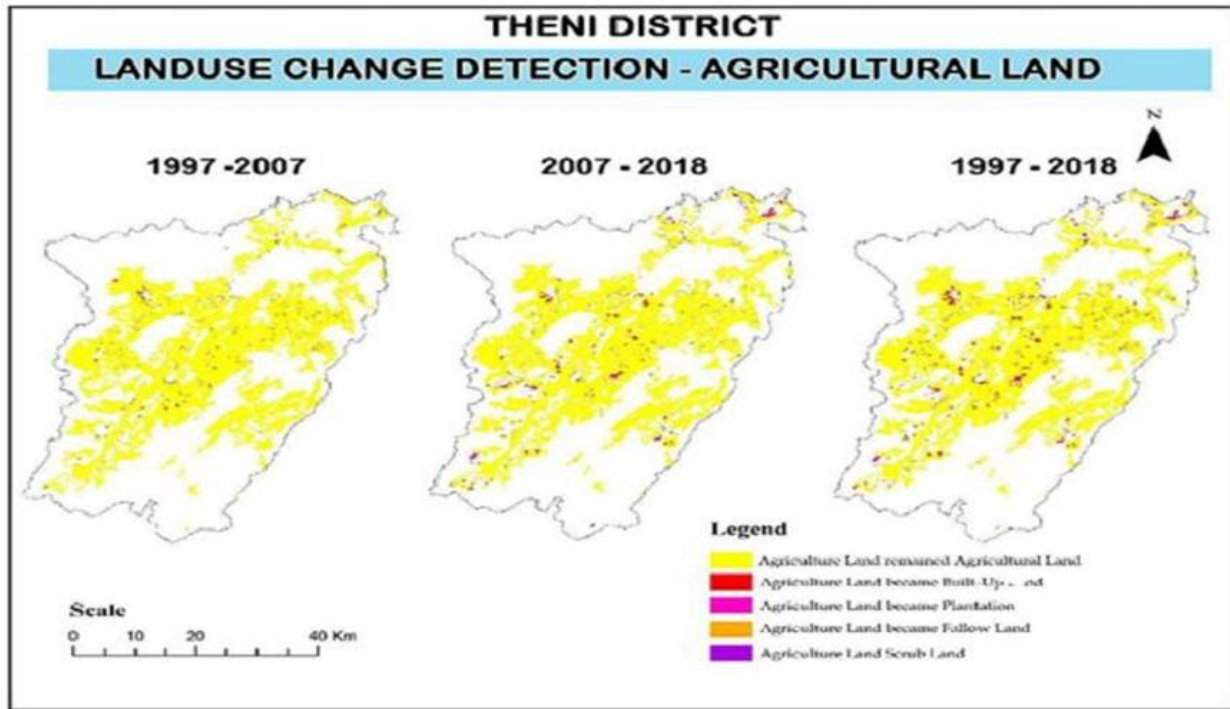 THENI DISTRICT
LANDUSE CHANGE DETECTION - AGRICULTURAL LAND
N
1997 -2007
2007 - 2018
1997 - 2018
Legend
Agriculture Land remained Agricultural Land
Agriculture Land became Built-Up
Agriculture Land became Plantation
Agriculture Land became Fallow Land
Agriculture Land Scrub Land
Scale
0 10 20 40 Km